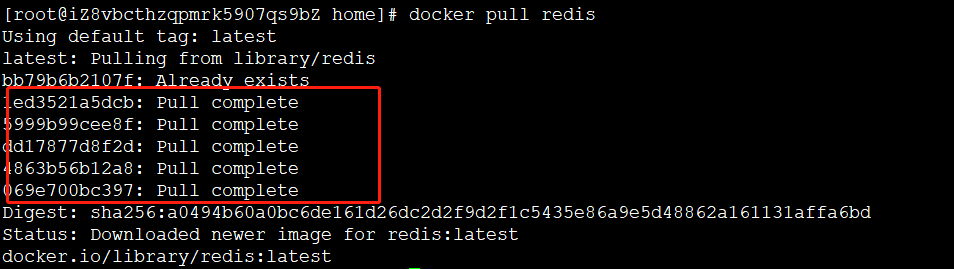 [root@iZ8vbcthzqpmrk5907qs9bZ home]# docker pull redis
Using default tag: latest
latest: Pulling from library/redis
bb79b6b2107f: Already exists
1ed3521a5dcb: Pull complete
5999b99cee8f: Pull complete
dd17877d8f2d: Pull complete
4863b56b12a8: Pull complete
069e700bc397: Pull complete
Digest: sha256:a0494b60a0bc6de161d26dc2d2f9d2f1c5435e86a9e5d48862a161131affa6bd
Status: Downloaded newer image for redis:latest
docker.io/library/redis:latest